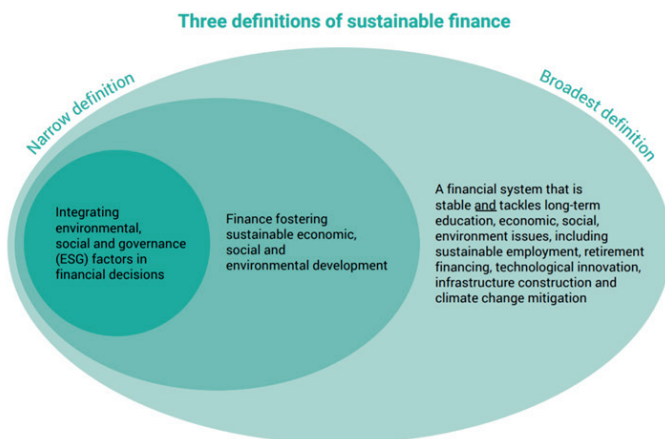 Three definitions of sustainable finance
Narrow definition
Broadest definition
Integrating
environmental,
social and governance
(ESG) factors in
financial decisions
Finance fostering
sustainable economic,
social and
environmental development
A financial system that is
stable and tackles long-term
education, economic, social,
environment issues, including
sustainable employment, retirement
financing, technological innovation,
infrastructure construction and
climate change mitigation